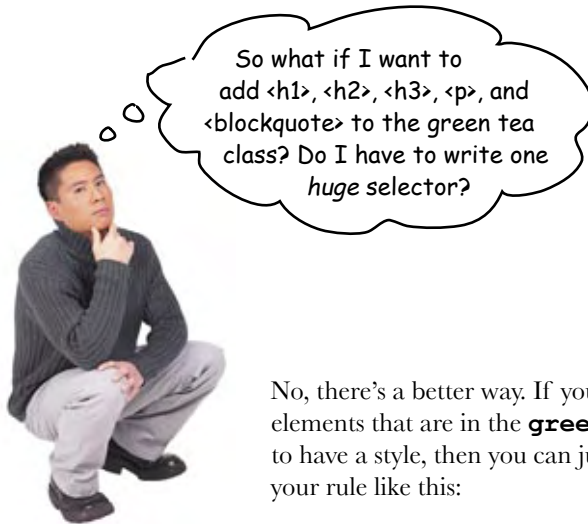 So what if I want to
add <h1>, <h2>, <h3>, <p>, and
<blockquote> to the green tea
class? Do I have to write one
huge selector?
No, there's a better way. If you
elements that are in the
to have a style, then you can
your rule like this: